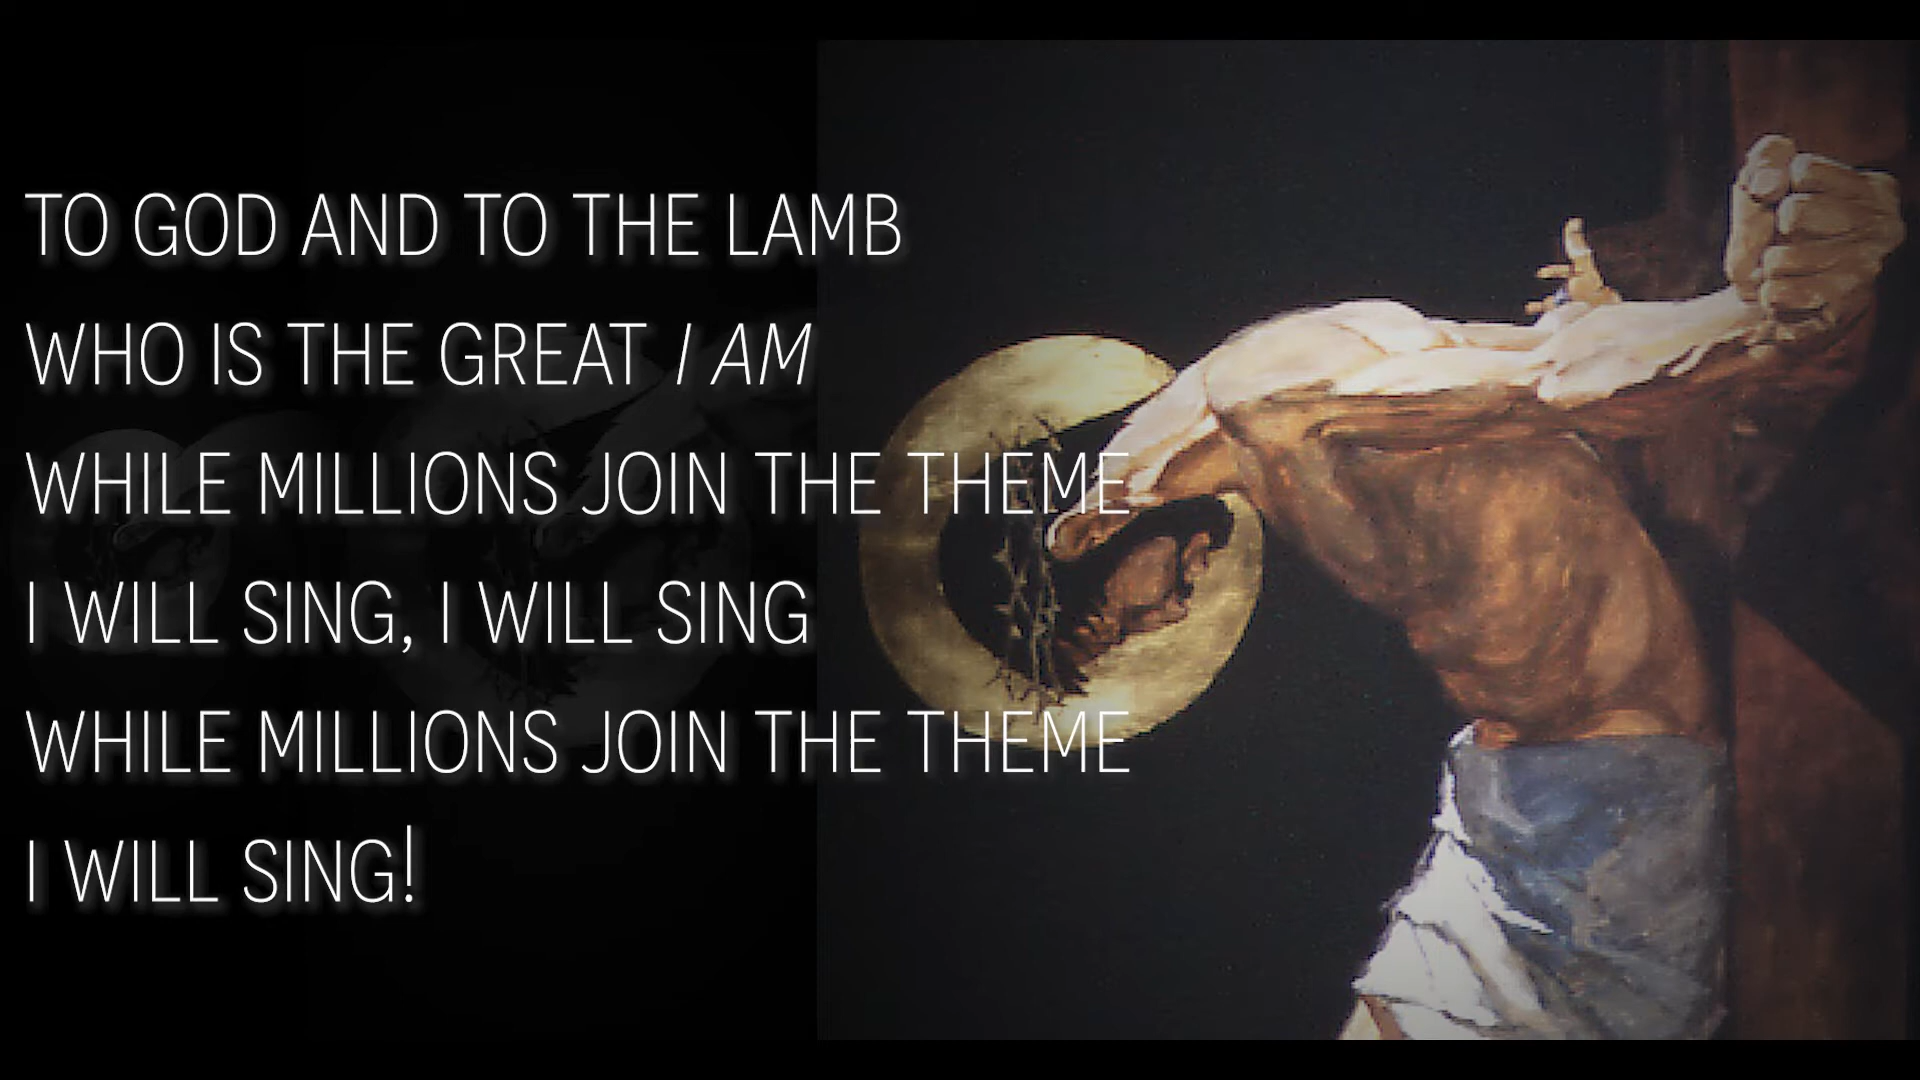 TO GOD AND TO THE LAMB
WHO IS THE GREAT I AM
WHILE MILLIONS JOIN THE THEME
I WILL SING, I WILL SING
WHILE MILLIONS JOIN THE THEME
I WILL SING!